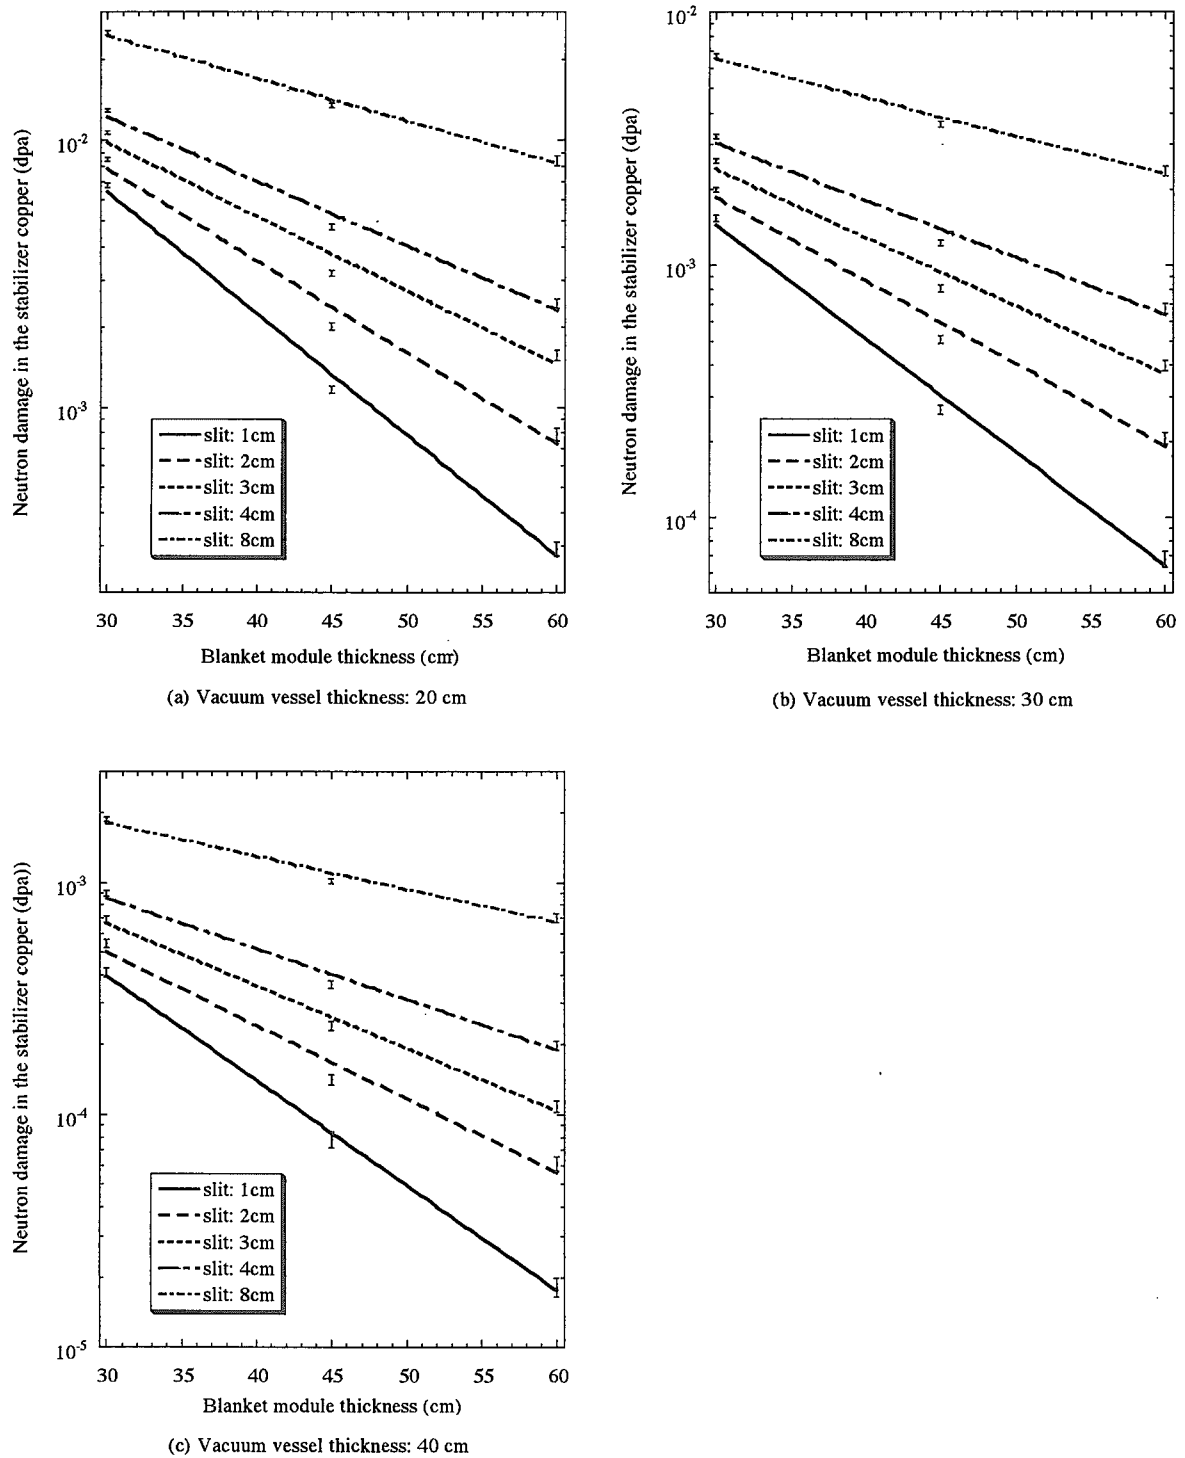 Neutron damage in the stabilizer copper (dpa)
10-2
10-3
slit: 1cm
slit: 2cm
slit: 3cm
slit: 4cm
slit: 8cm
30 35 40 45 50 55 60
Blanket module thickness (cm)
(a) Vacuum vessel thickness: 20 cm
Neutron damage in the stabilizer copper (dpa)
10-2
10-3
10-4
slit: 1cm
slit: 2cm
slit: 3cm
slit: 4cm
slit: 8cm
30 35 40 45 50 55 60
Blanket module thickness (cm)
(b) Vacuum vessel thickness: 30 cm
Neutron damage in the stabilizer copper (dpa))
10-3
10-4
10-5
slit: 1cm
slit: 2cm
slit: 3cm
slit: 4cm
slit: 8cm
30 35 40 45 50 55 60
Blanket module thickness (cm)
(c) Vacuum vessel thickness: 40 cm